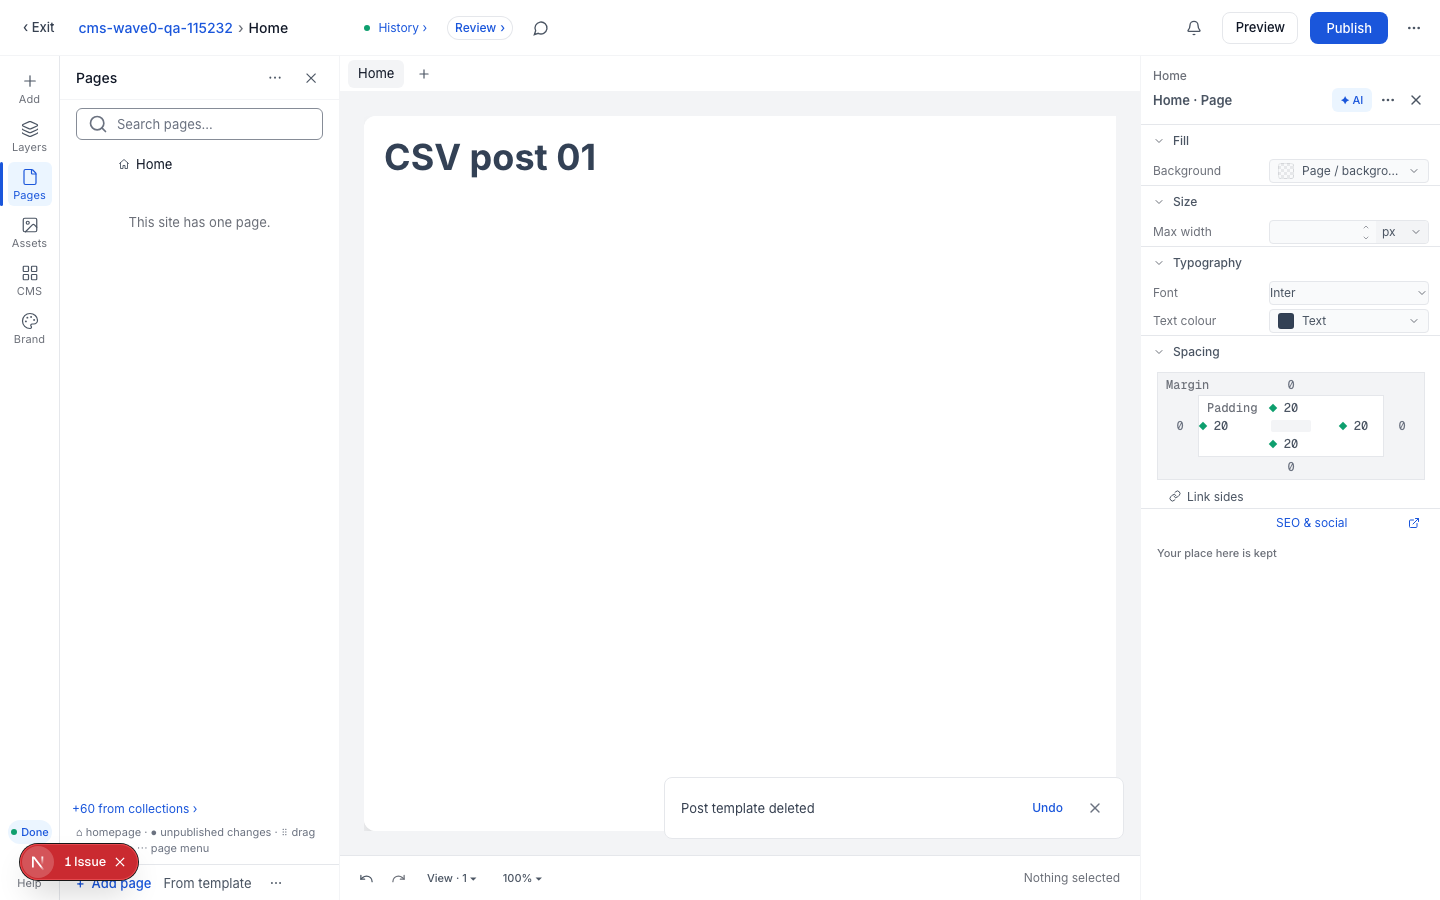 ‹ Exit
cms-wave0-qa-115232 › Home
History ›
Review ›
Preview
Publish
Add
Layers
Pages
Assets
CMS
Brand
Done
Help
Pages
Search pages...
Home
This site has one page.
+60 from collections ›
⌂ homepage · ● unpublished changes · ⠿ drag
··· page menu
1 Issue
+ Add page
From template
Home
CSV post 01
Post template deleted
Undo
View · 1
100%
Nothing selected
Home
Home · Page
AI
Fill
Background
Page / backgro...
Size
Max width
px
Typography
Font
Inter
Text colour
Text
Spacing
Margin
0
Padding
20
0
20
20
0
20
0
Link sides
SEO & social
Your place here is kept